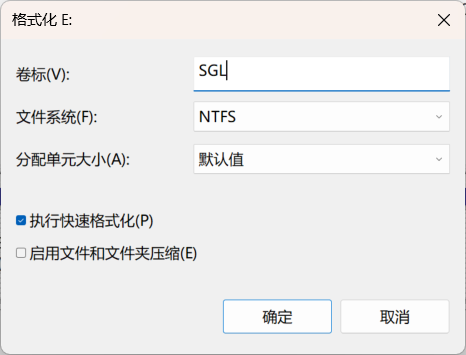 格式化 E:
卷标(V):
SGL
文件系统(F):
NTFS
分配单元大小(A):
默认值
执行快速格式化(P)
启用文件和文件夹压缩(E)
确定
取消